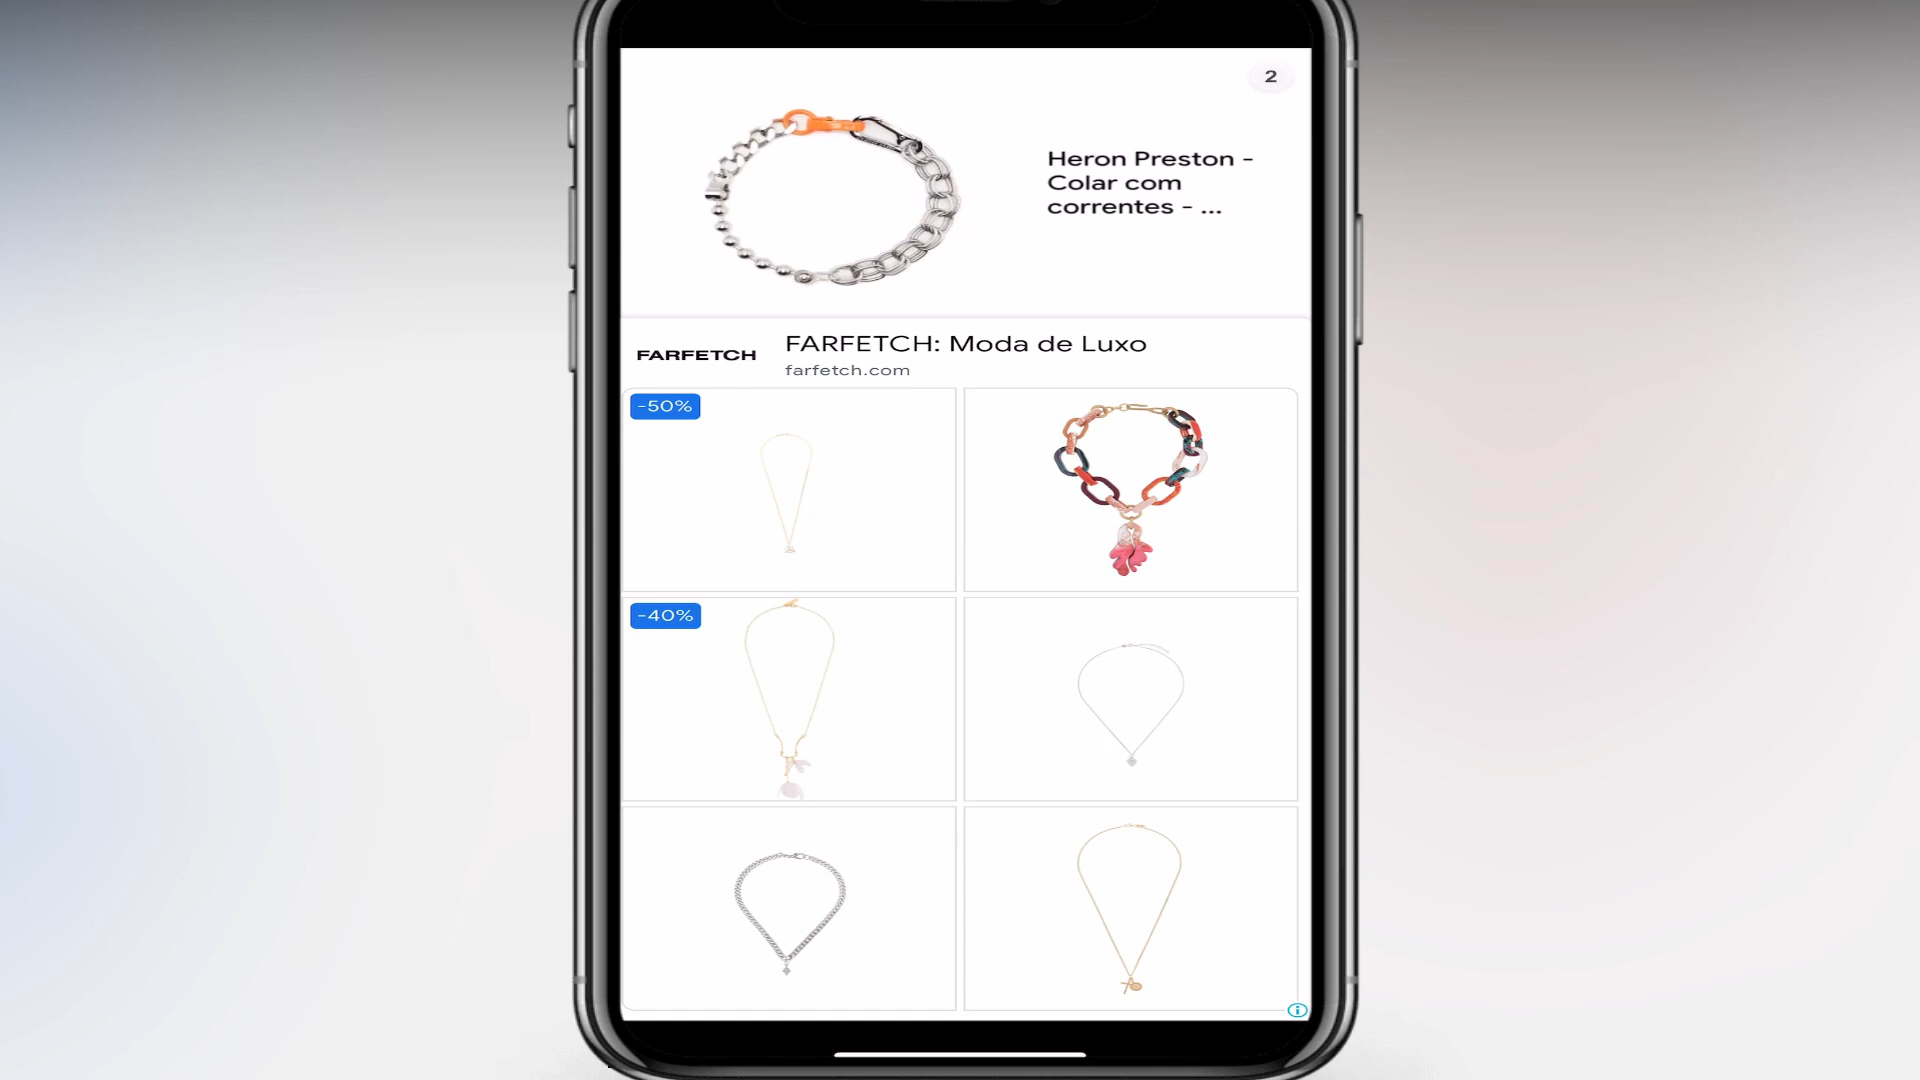 2
Heron Preston -
Colar com
correntes - ...
FARFETCH
FARFETCH: Moda de Luxo
farfetch.com
-50%
-40%